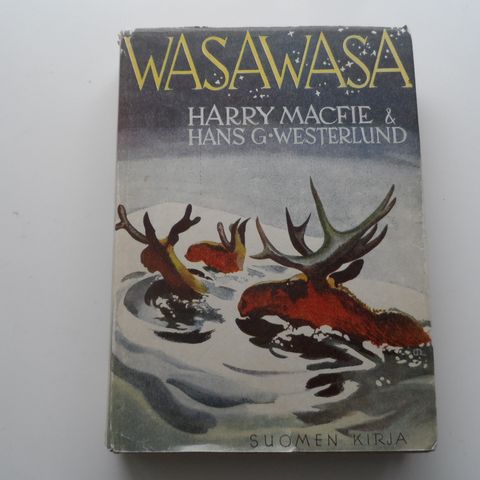 WASAWASA
HARRY MACFIE &
HANS G·WESTERLUND
SUOMEN KIRJA